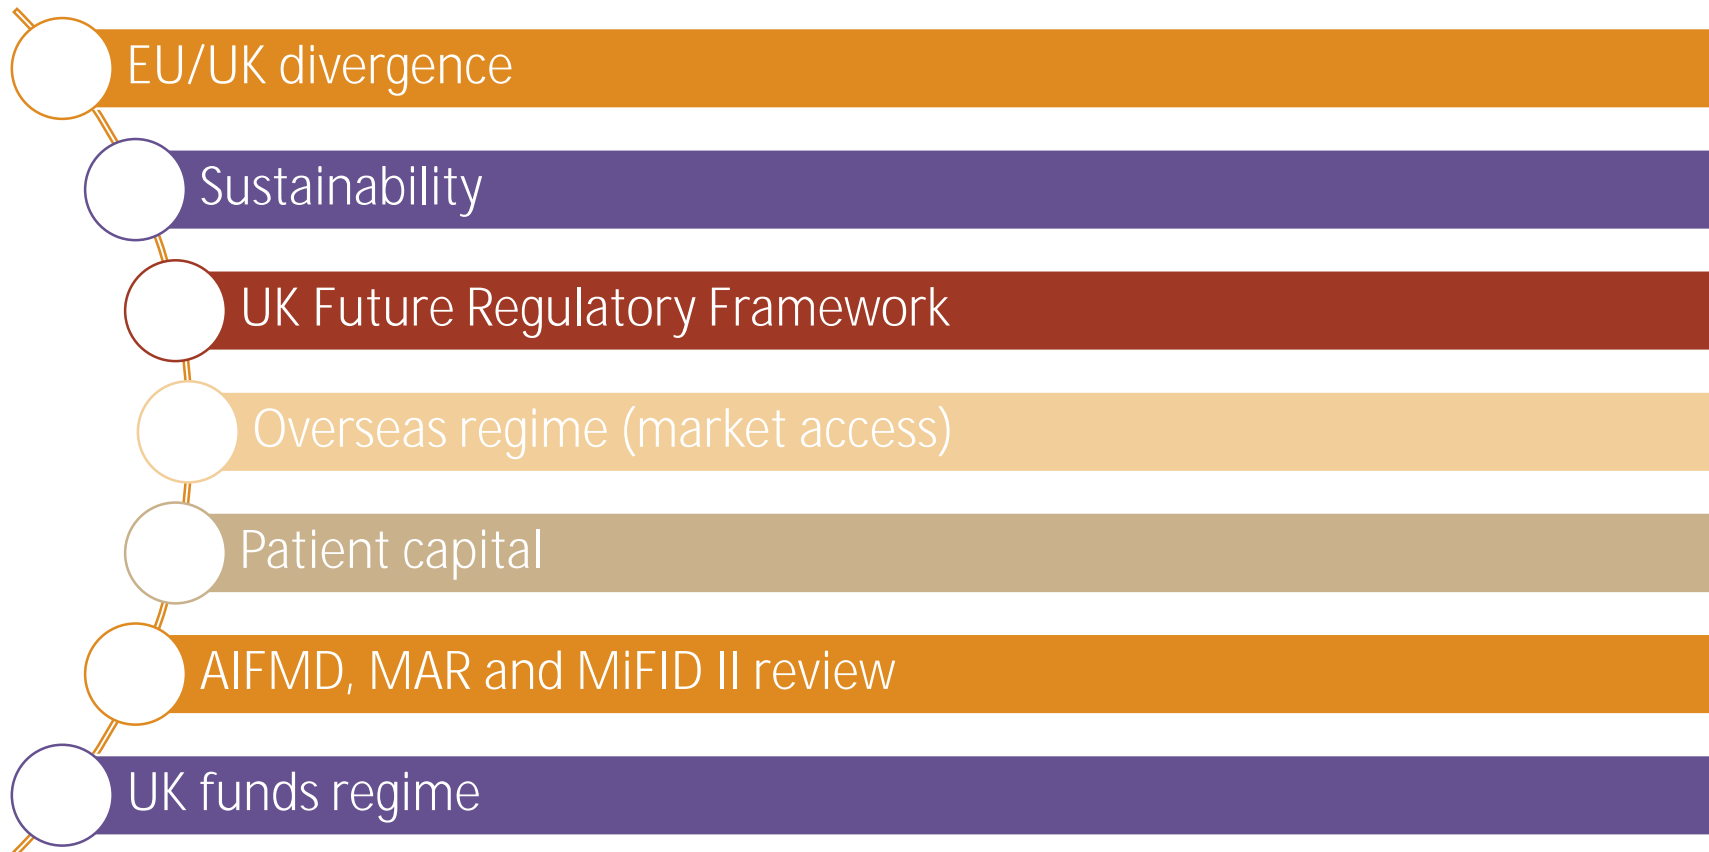 EU/UK divergence
Sustainability
UK Future Regulatory Framework
Overseas regime (market access)
Patient capital
AIFMD, MAR and MiFID II review
UK funds regime